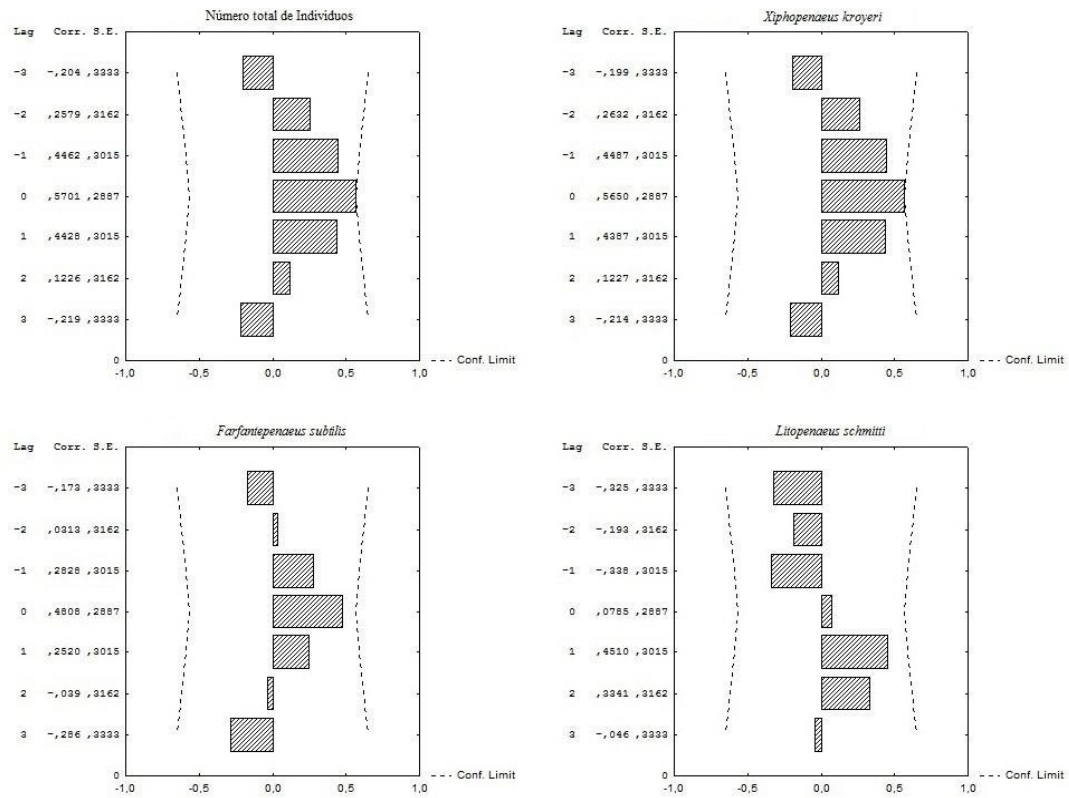 Número total de Individuos
Lag Corr. S.E.
-3 -,204 ,3333
-2 ,2579 ,3162
-1 ,4462 ,3015
0 ,5701 ,2887
1 ,4428 ,3015
2 ,1226 ,3162
3 -,219 ,3333
0
-1,0 -0,5 0,0 0,5 1,0
Conf. Limit
Xiphopenaeus kroyeri
Lag Corr. S.E.
-3 -,199 ,3333
-2 ,2632 ,3162
-1 ,4487 ,3015
0 ,5650 ,2887
1 ,4387 ,3015
2 ,1227 ,3162
3 -,214 ,3333
0
-1,0 -0,5 0,0 0,5 1,0
Conf. Limit
Farfantepenaeus subtilis
Lag Corr. S.E.
-3 -,173 ,3333
-2 ,0313 ,3162
-1 ,2828 ,3015
0 ,4808 ,2887
1 ,2520 ,3015
2 -,039 ,3162
3 -,286 ,3333
0
-1,0 -0,5 0,0 0,5 1,0
Conf. Limit
Litopenaeus schmitti
Lag Corr. S.E.
-3 -,325 ,3333
-2 -,193 ,3162
-1 -,338 ,3015
0 ,0785 ,2887
1 ,4510 ,3015
2 ,3341 ,3162
3 -,046 ,3333
0
-1,0 -0,5 0,0 0,5 1,0
Conf. Limit